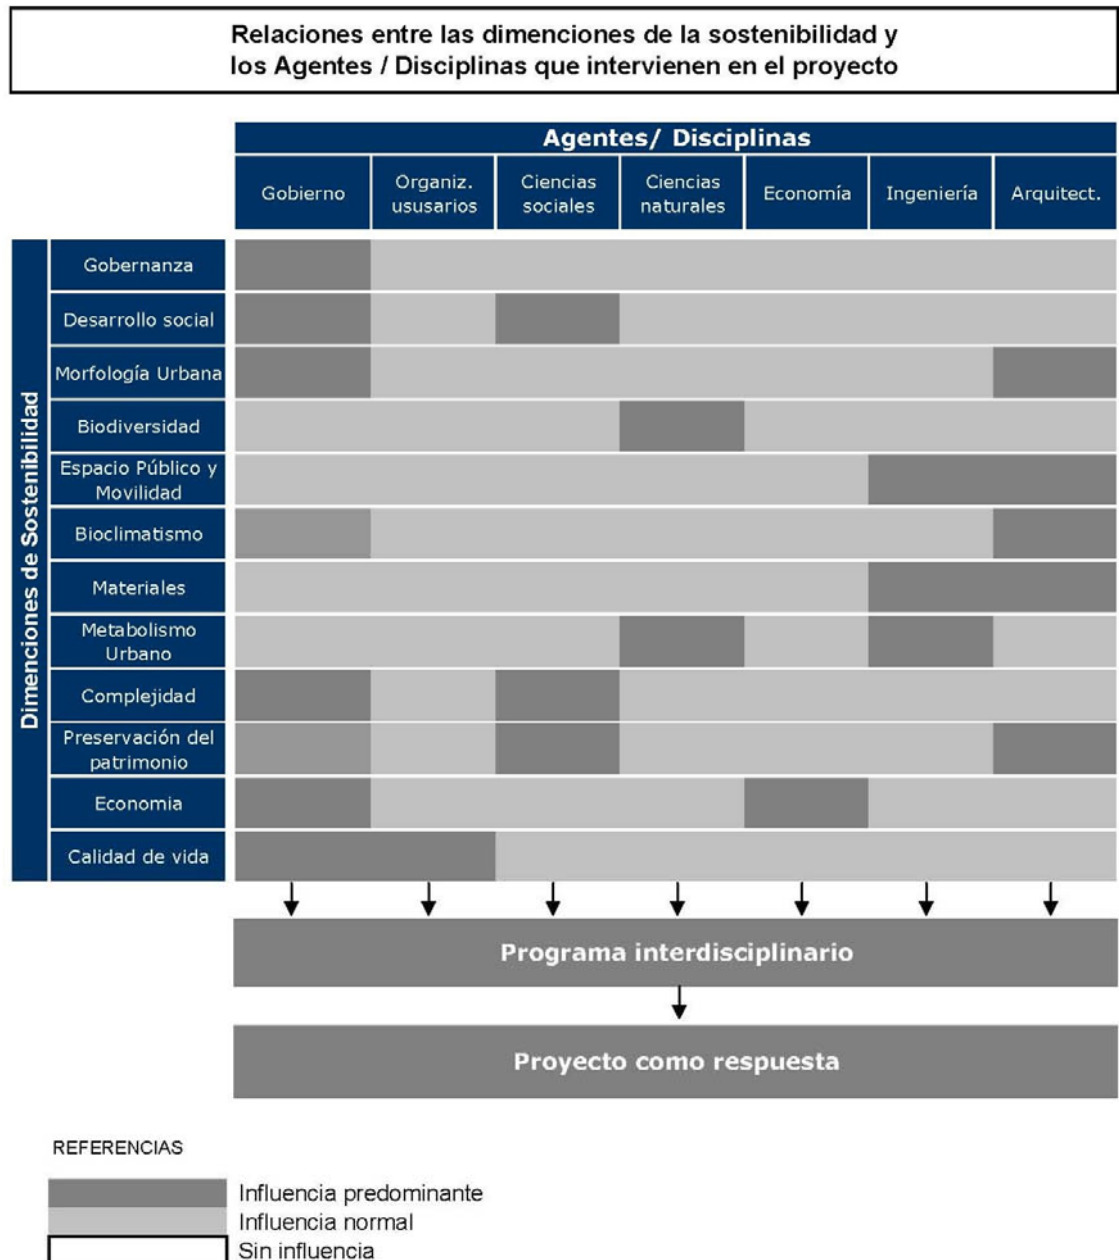 Relaciones entre las dimenciones de la sostenibilidad y
los Agentes / Disciplinas que intervienen en el proyecto
Agentes/ Disciplinas
Gobierno
Organiz.
ususarios
Ciencias
sociales
Ciencias
naturales
Economía
Ingeniería
Arquitect.
Dimenciones de Sostenibilidad
Gobernanza
Desarrollo social
Morfología Urbana
Biodiversidad
Espacio Público y
Movilidad
Bioclimatismo
Materiales
Metabolismo
Urbano
Complejidad
Preservación del
patrimonio
Economia
Calidad de vida
Programa interdisciplinario
Proyecto como respuesta
REFERENCIAS
Influencia predominante
Influencia normal
Sin influencia